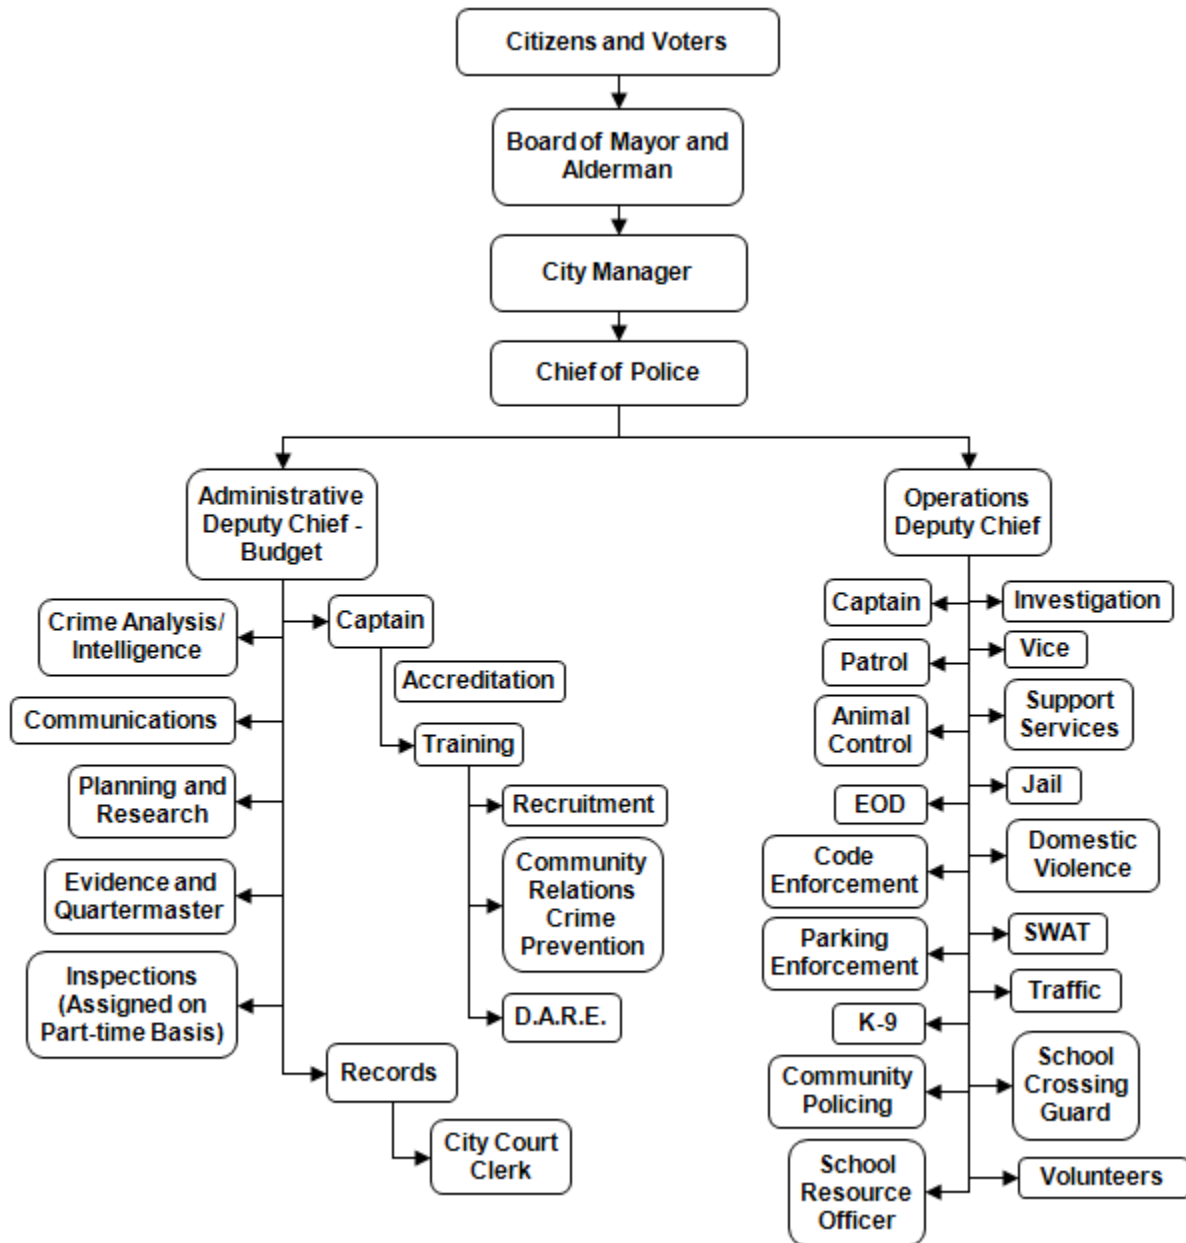 Citizens and Voters
Board of Mayor and
Alderman
City Manager
Chief of Police
Administrative
Deputy Chief -
Budget
Crime Analysis/
Intelligence
Communications
Planning and
Research
Evidence and
Quartermaster
Inspections
(Assigned on
Part-time Basis)
Captain
Accreditation
Training
Recruitment
Community
Relations
Crime
Prevention
D.A.R.E.
Records
City Court
Clerk
Operations
Deputy Chief
Captain
Patrol
Animal
Control
EOD
Code
Enforcement
Parking
Enforcement
K-9
Community
Policing
School
Resource
Officer
Investigation
Vice
Support
Services
Jail
Domestic
Violence
SWAT
Traffic
School
Crossing
Guard
Volunteers